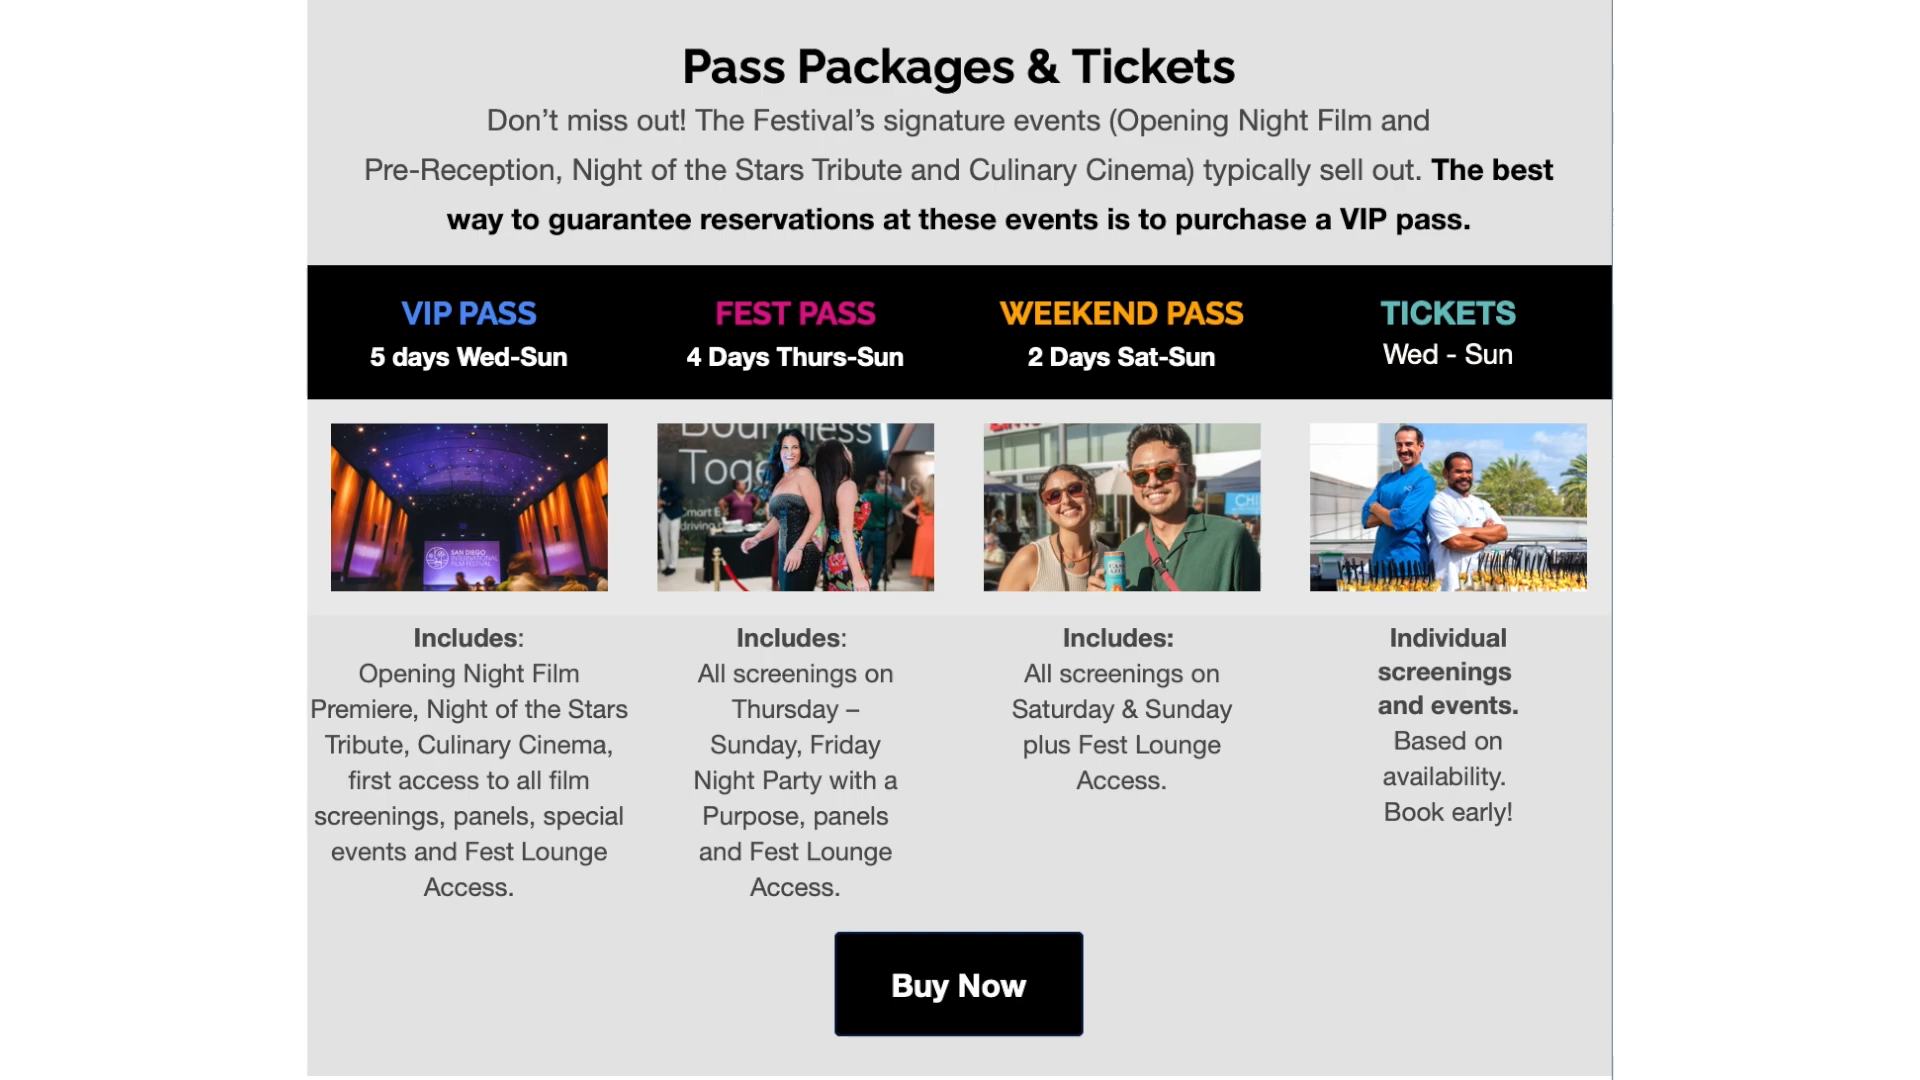 Pass Packages & Tickets
Don’t miss out! The Festival’s signature events (Opening Night Film and
Pre-Reception, Night of the Stars Tribute and Culinary Cinema) typically sell out. The best
way to guarantee reservations at these events is to purchase a VIP pass.
VIP PASS
5 days Wed-Sun
FEST PASS
4 Days Thurs-Sun
WEEKEND PASS
2 Days Sat-Sun
TICKETS
Wed - Sun
SAN DIEGO
INTERNATIONAL
FILM FESTIVAL
Includes:
Opening Night Film
Premiere, Night of the Stars
Tribute, Culinary Cinema,
first access to all film
screenings, panels, special
events and Fest Lounge
Access.
Includes:
All screenings on
Thursday –
Sunday, Friday
Night Party with a
Purpose, panels
and Fest Lounge
Access.
Includes:
All screenings on
Saturday & Sunday
plus Fest Lounge
Access.
Individual
screenings
and events.
Based on
availability.
Book early!
Buy Now